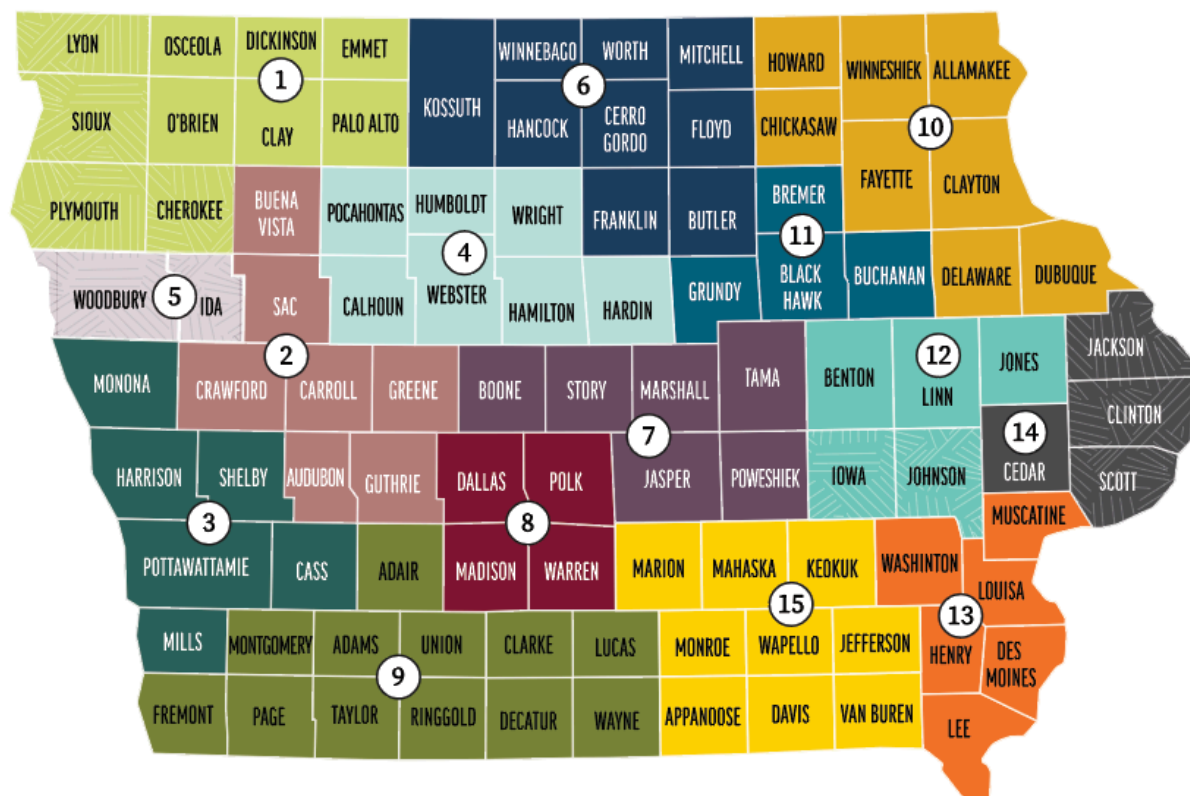 LYON
OSCEOLA
DICKINSON
EMMET
KOSSUTH
WINNEBAGO
WORTH
MITCHELL
HOWARD
WINNESHIEK
ALLAMAKEE
1
6
SIOUX
O'BRIEN
CLAY
PALO ALTO
HANCOCK
CERRO
GORDO
FLOYD
CHICKASAW
10
PLYMOUTH
CHEROKEE
BUENA
VISTA
POCAHONTAS
HUMBOLDT
WRIGHT
FRANKLIN
BUTLER
BREMER
FAYETTE
CLAYTON
4
11
WOODBURY
5
IDA
SAC
CALHOUN
WEBSTER
HAMILTON
HARDIN
GRUNDY
BLACK
HAWK
BUCHANAN
DELAWARE
DUBUQUE
2
12
MONONA
CRAWFORD
CARROLL
GREENE
BOONE
STORY
MARSHALL
TAMA
BENTON
LINN
JONES
JACKSON
CLINTON
7
14
HARRISON
SHELBY
AUDUBON
GUTHRIE
DALLAS
POLK
JASPER
POWESHIEK
IOWA
JOHNSON
CEDAR
SCOTT
3
8
MUSCATINE
POTTAWATTAMIE
CASS
ADAIR
MADISON
WARREN
MARION
MAHASKA
KEOKUK
WASHINTON
LOUISA
15
13
MILLS
MONTGOMERY
ADAMS
UNION
CLARKE
LUCAS
MONROE
WAPELLO
JEFFERSON
HENRY
DES
MOINES
9
FREMONT
PAGE
TAYLOR
RINGGOLD
DECATUR
WAYNE
APPANOOSE
DAVIS
VAN BUREN
LEE